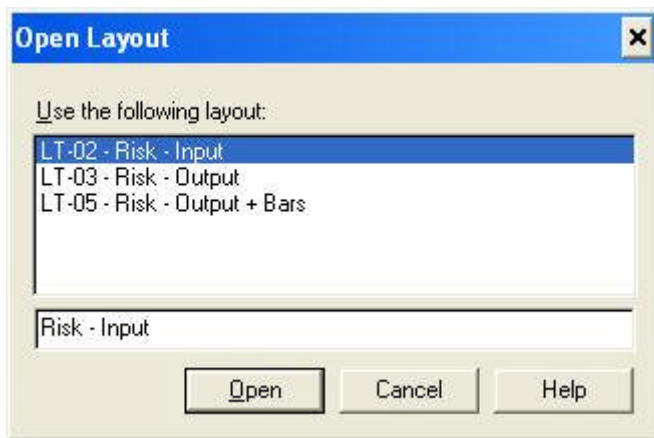 Open Layout
Use the following layout:
LT-02 - Risk - Input
LT-03 - Risk - Output
LT-05 - Risk - Output + Bars
Risk - Input
Open Cancel Help